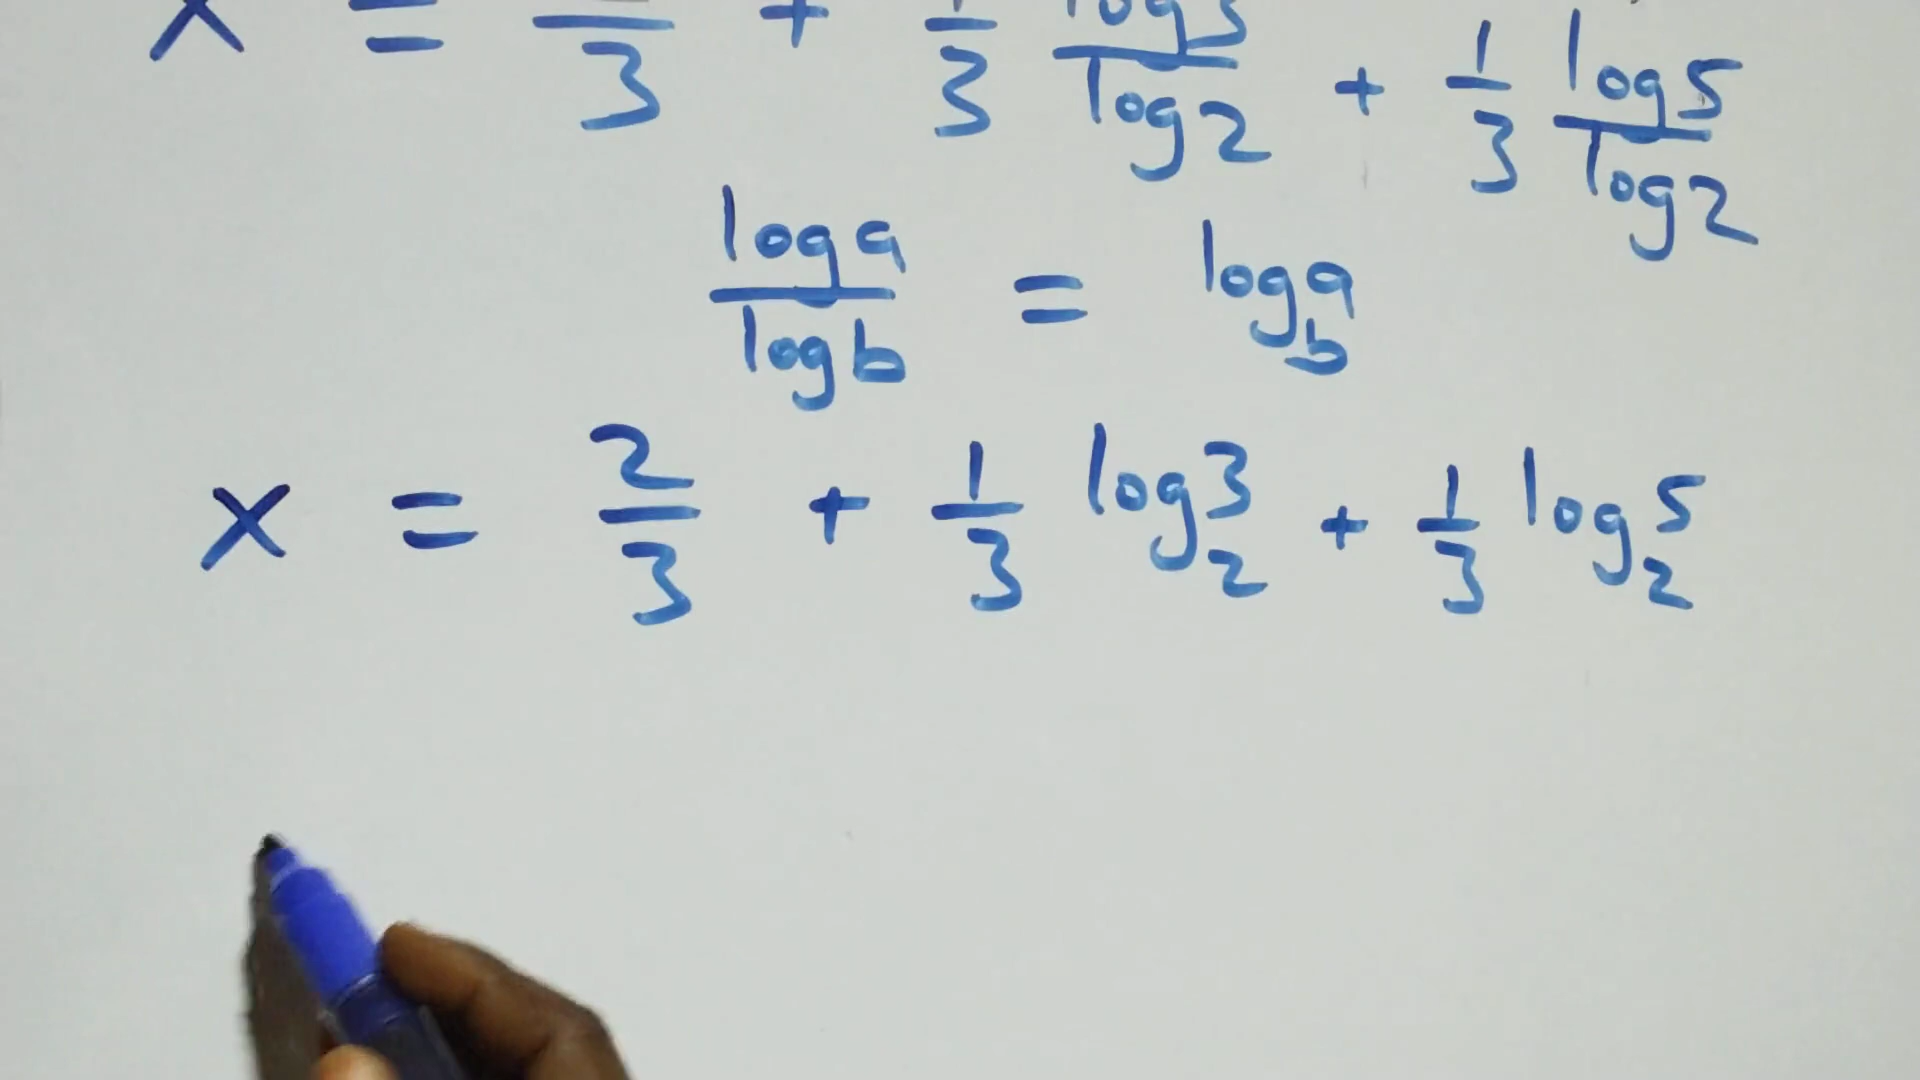 x = /3 + 1/3 log3/log2 + 1/3 log5/log2
log a/log b = log_b a
x = 2/3 + 1/3 log_2 3 + 1/3 log_2 5